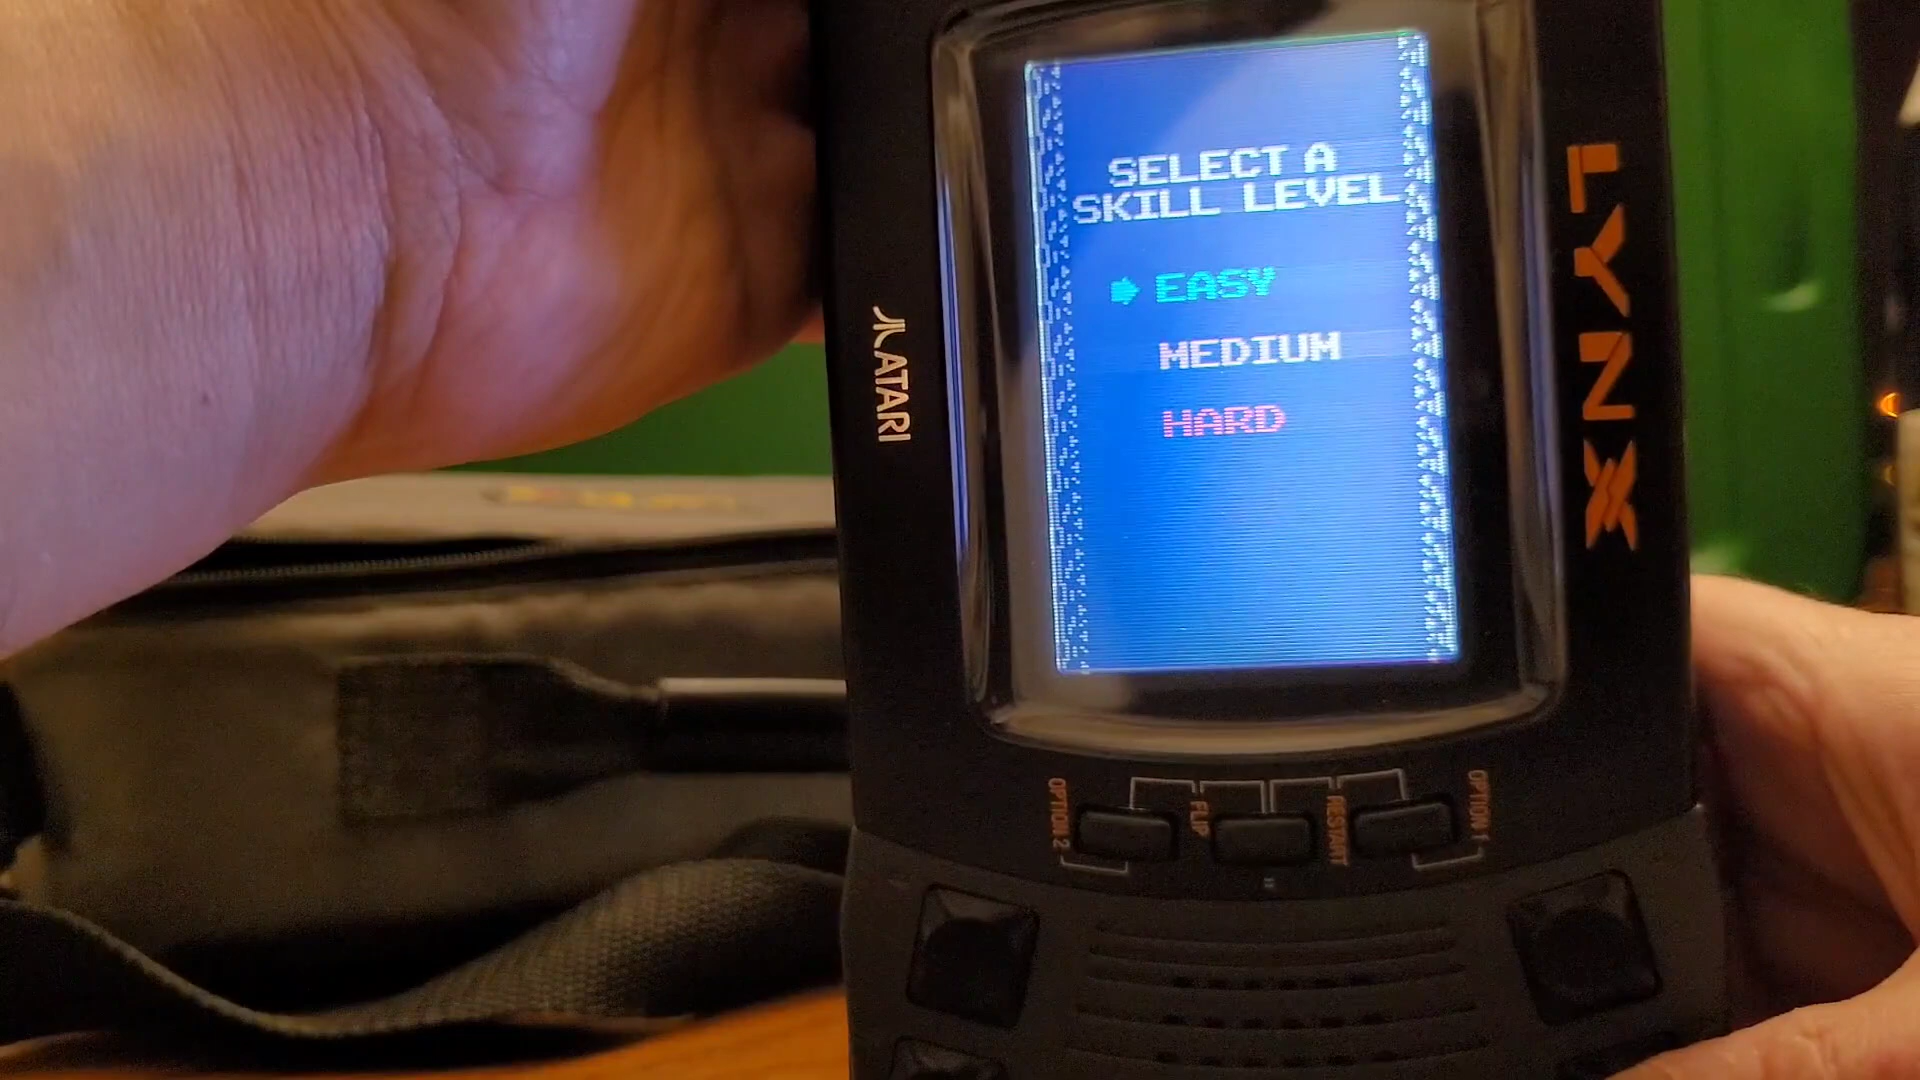 SELECT A
SKILL LEVEL
EASY
MEDIUM
HARD
ATARI
LYNX
OPTION 2
FLIP
RESTART
OPTION 1